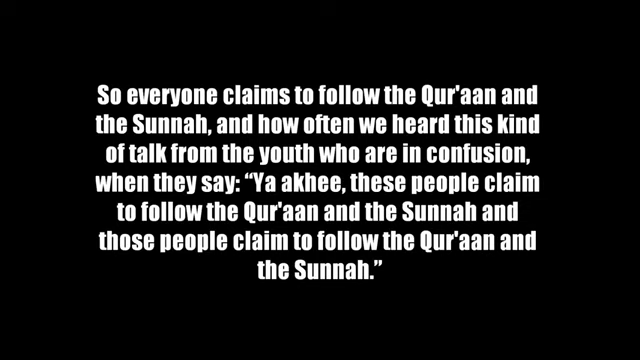 So everyone claims to follow the Qur'aan and
the Sunnah, and how often we heard this kind
of talk from the youth who are in confusion,
when they say: “Ya akhee, these people claim
to follow the Qur'aan and the Sunnah and
those people claim to follow the Qur'aan and
the Sunnah.”